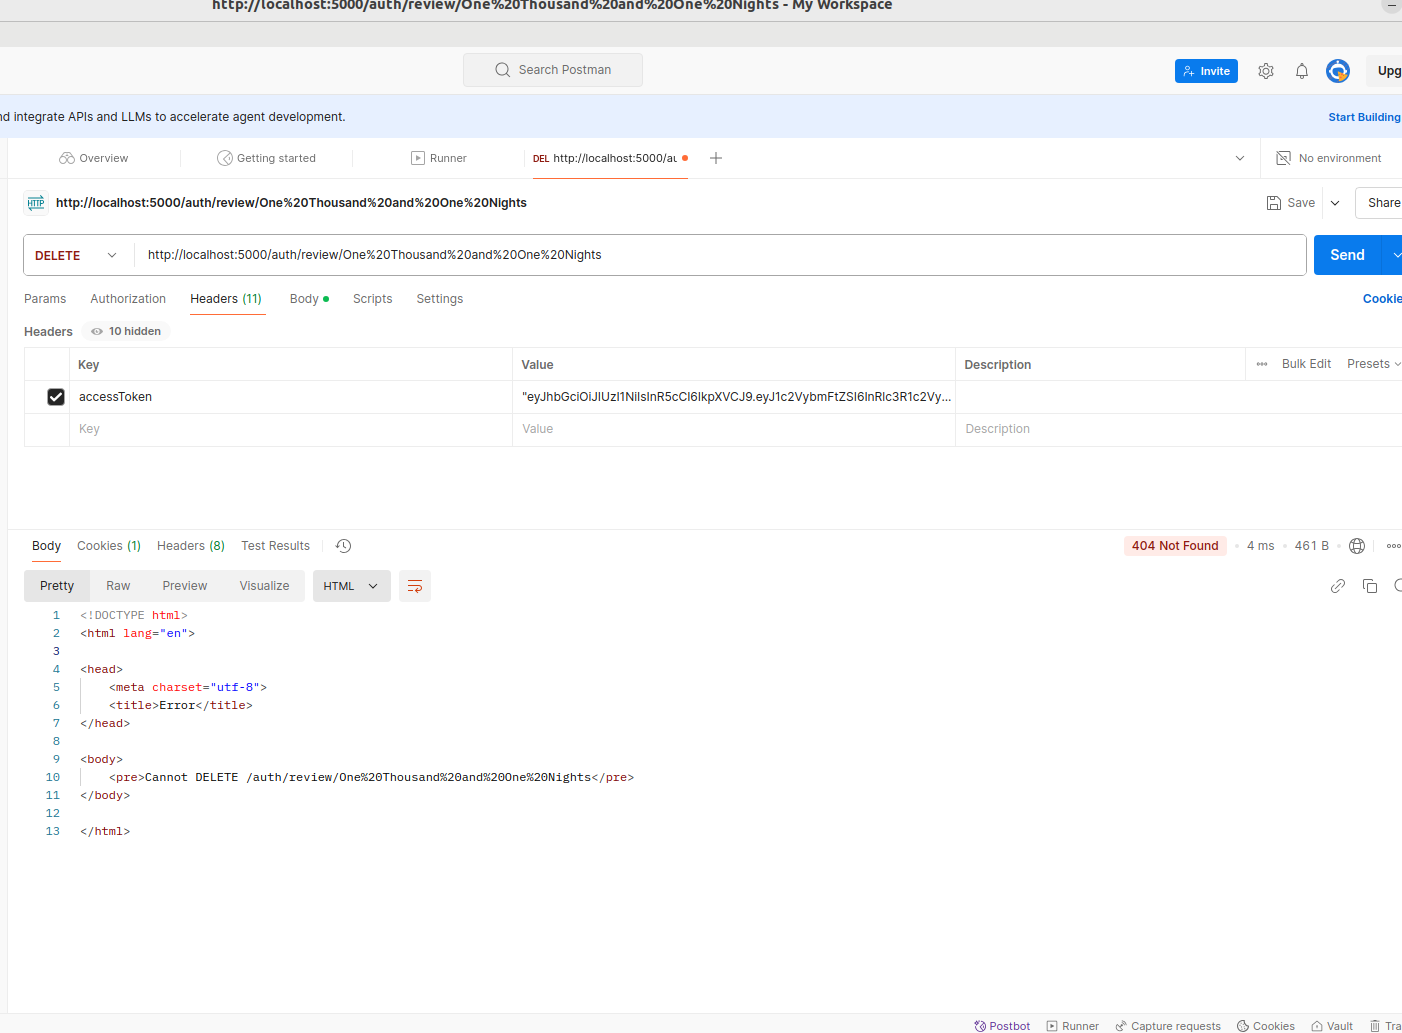 http://localhost:5000/auth/review/One%20Thousand%20and%20One%20Nights - My Workspace
Search Postman
Invite
Upg
nd integrate APIs and LLMs to accelerate agent development.
Start Building
Overview
Getting started
Runner
DEL http://localhost:5000/au
No environment
HTTP
http://localhost:5000/auth/review/One%20Thousand%20and%20One%20Nights
Save
Share
DELETE
http://localhost:5000/auth/review/One%20Thousand%20and%20One%20Nights
Send
Params
Authorization
Headers (11)
Body
Scripts
Settings
Cookie
Headers
10 hidden
Key
Value
Description
Bulk Edit
Presets
accessToken
"eyJhbGciOiJIUzI1NiIsInR5cCI6IkpXVCJ9.eyJ1c2VybmFtZSI6InRlc3R1c2Vy...
Key
Value
Description
Body
Cookies (1)
Headers (8)
Test Results
404 Not Found
4 ms
461 B
Pretty
Raw
Preview
Visualize
HTML
1 <!DOCTYPE html>
2 <html lang="en">
3
4 <head>
5 <meta charset="utf-8">
6 <title>Error</title>
7 </head>
8
9 <body>
10 <pre>Cannot DELETE /auth/review/One%20Thousand%20and%20One%20Nights</pre>
11 </body>
12
13 </html>
Postbot
Runner
Capture requests
Cookies
Vault
Tra